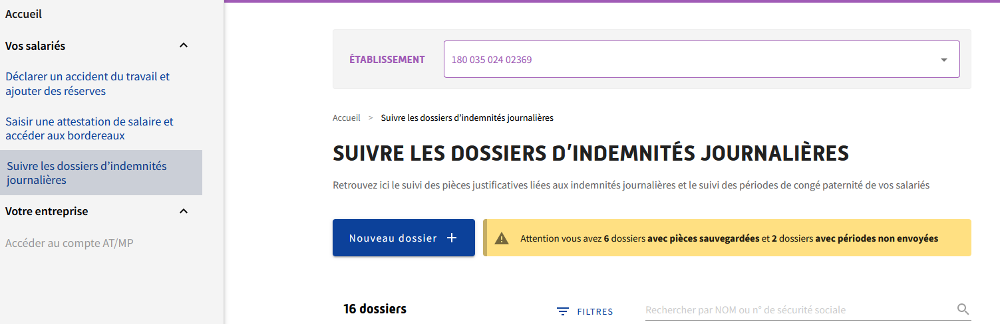 Accueil
Vos salariés
Déclarer un accident du travail et
ajouter des réserves
Saisir une attestation de salaire et
accéder aux bordereaux
Suivre les dossiers d’indemnités
journalières
Votre entreprise
Accéder au compte AT/MP
ÉTABLISSEMENT 180 035 024 02369
Accueil > Suivre les dossiers d’indemnités journalières
SUIVRE LES DOSSIERS D’INDEMNITÉS JOURNALIÈRES
Retrouvez ici le suivi des pièces justificatives liées aux indemnités journalières et le suivi des périodes de congé paternité de vos salariés
Nouveau dossier +
Attention vous avez 6 dossiers avec pièces sauvegardées et 2 dossiers avec périodes non envoyées
16 dossiers
FILTRES
Rechercher par NOM ou n° de sécurité sociale